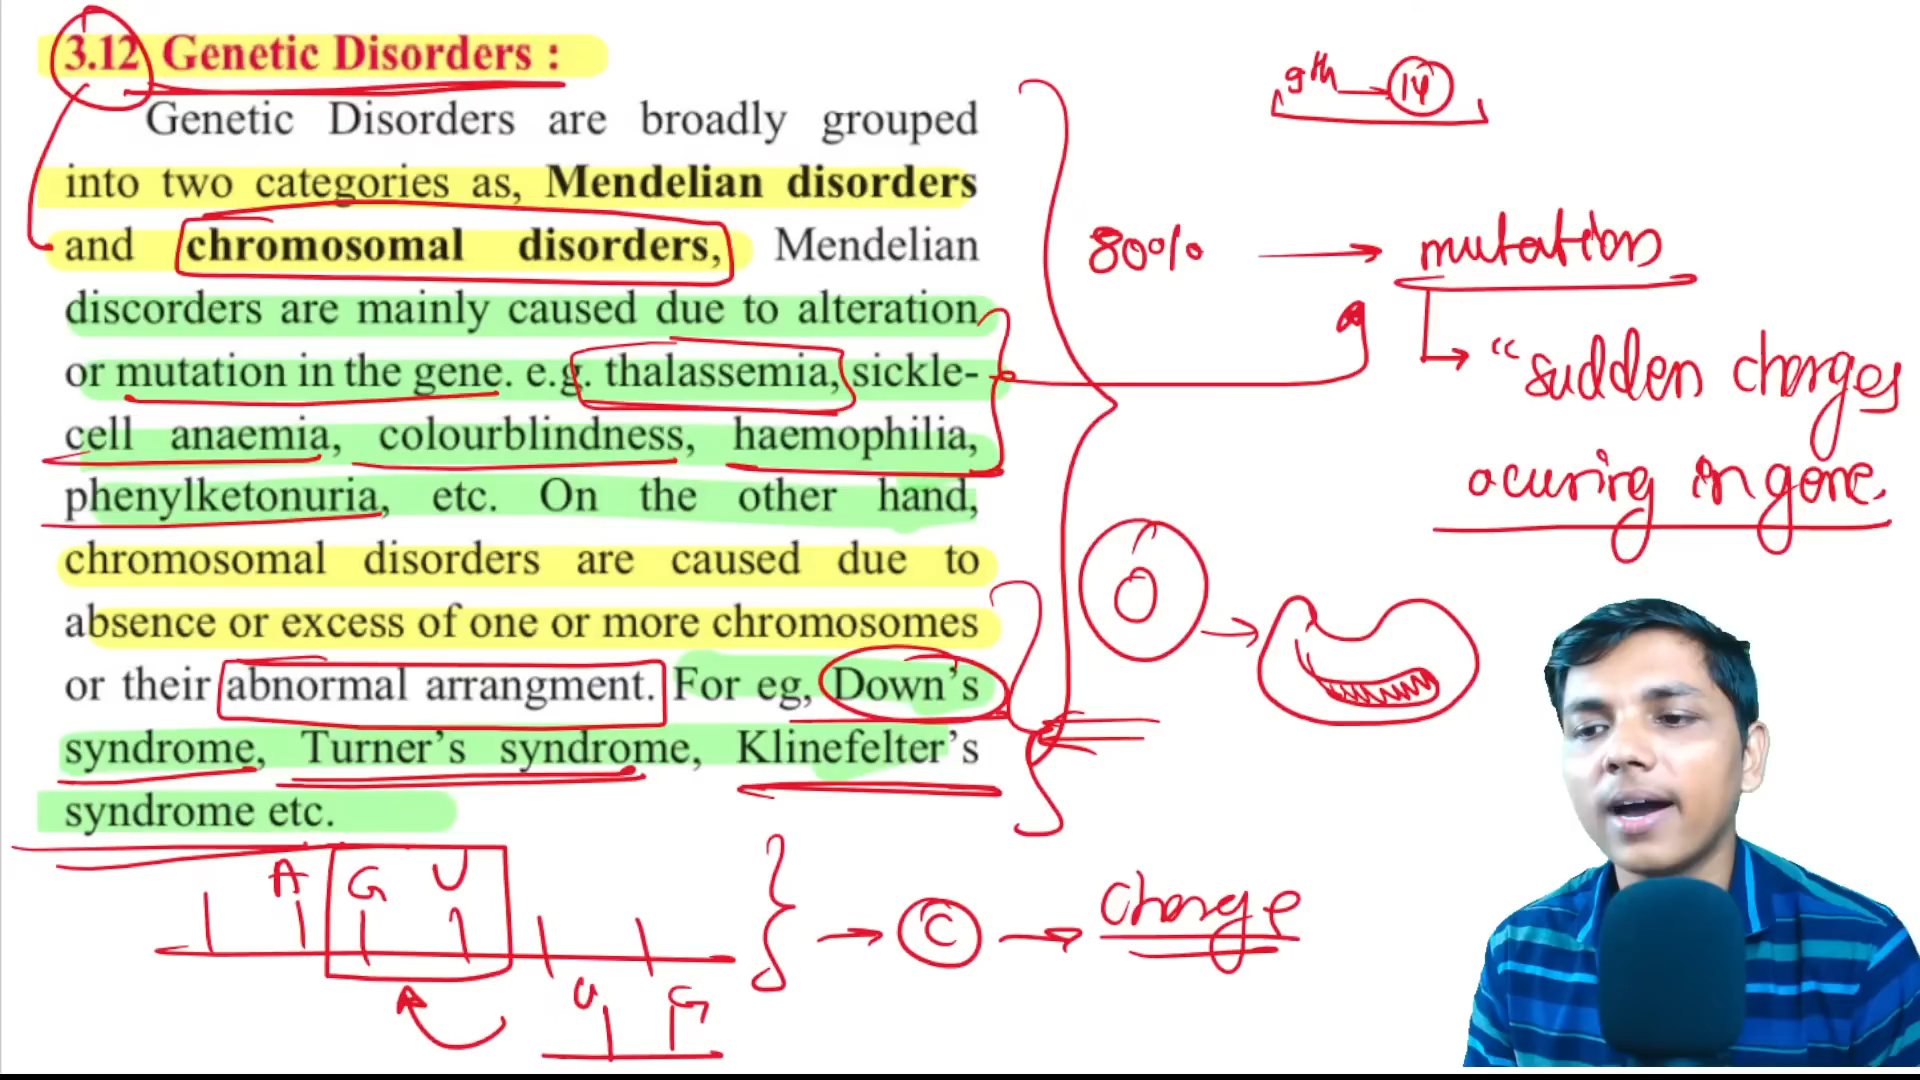 3.12 Genetic Disorders :
Genetic Disorders are broadly grouped
into two categories as, Mendelian disorders
and chromosomal disorders, Mendelian
discorders are mainly caused due to alteration
or mutation in the gene. e.g. thalassemia, sickle-
cell anaemia, colourblindness, haemophilia,
phenylketonuria, etc. On the other hand,
chromosomal disorders are caused due to
absence or excess of one or more chromosomes
or their abnormal arrangment. For eg, Down's
syndrome, Turner's syndrome, Klinefelter's
syndrome etc.
9th → 14
80% → mutation
"sudden changes
acuring in gene.
A G U
U G
→ C → change